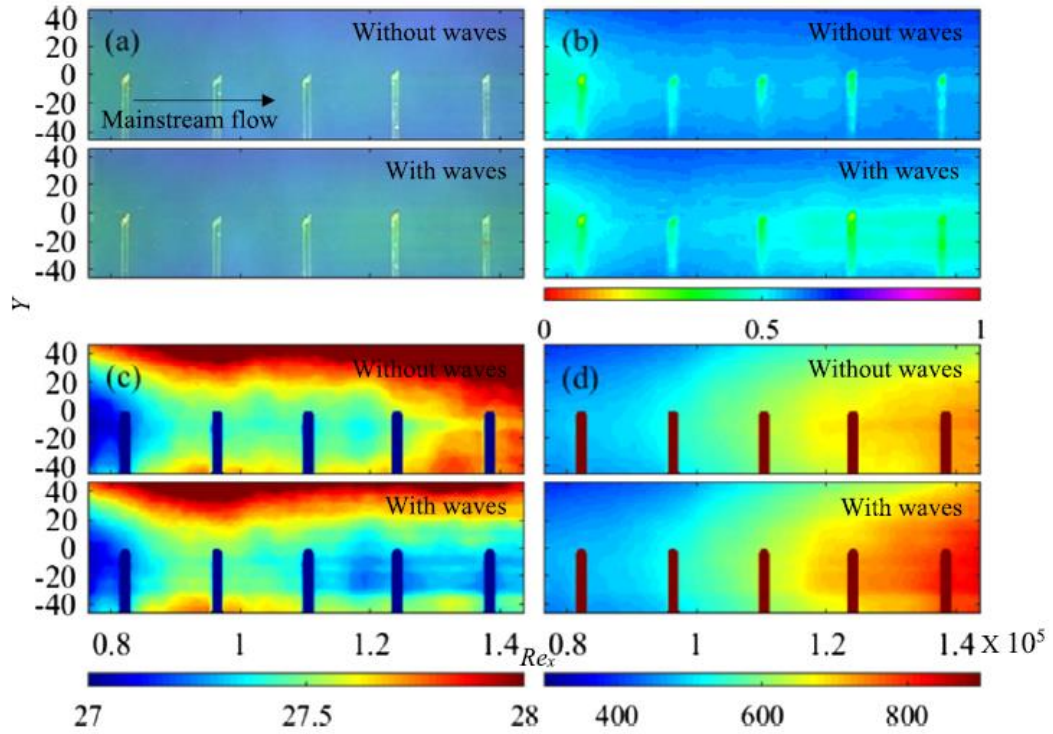 40 (a) Without waves (b) Without waves
20
0
-20 Mainstream flow
-40
40 With waves With waves
20
0
-20
-40
Y
0 0.5 1
40 (c) Without waves (d) Without waves
20
0
-20
-40
40 With waves With waves
20
0
-20
-40
0.8 1 1.2 1.4 0.8 1 1.2 1.4 X 10⁵
Reₓ
27 27.5 28 400 600 800